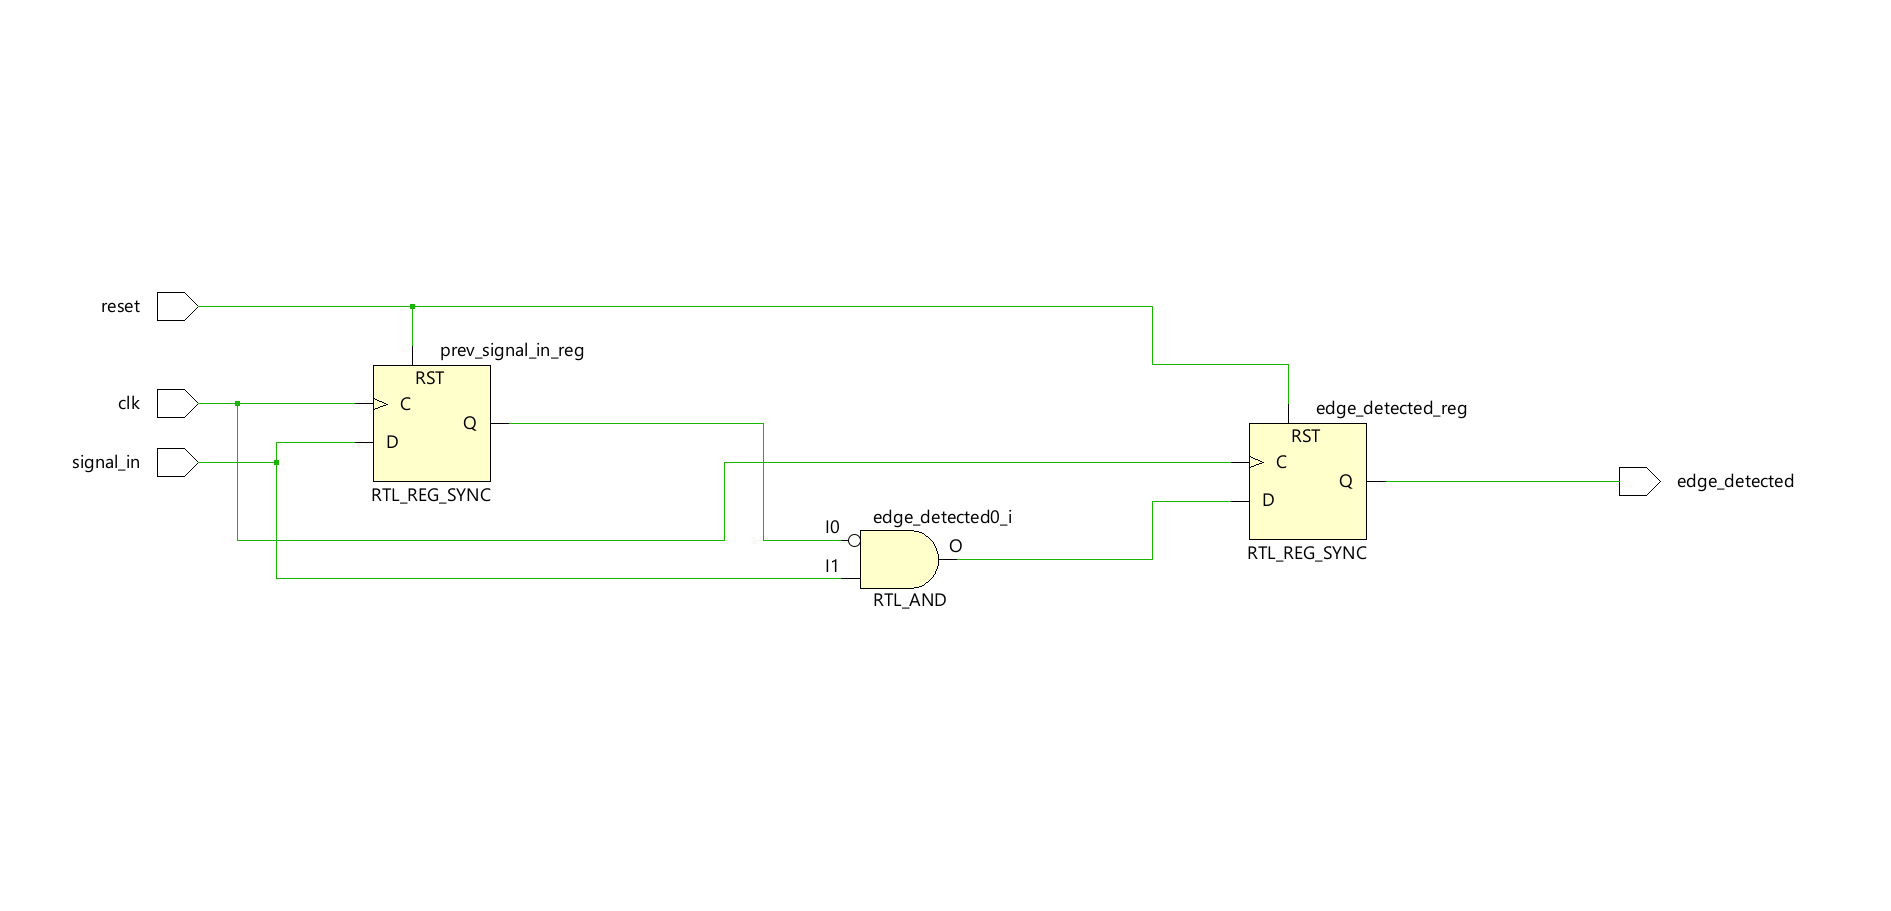 reset
prev_signal_in_reg
RST
clk
C
Q
D
signal_in
RTL_REG_SYNC
edge_detected_reg
RST
C
Q
D
RTL_REG_SYNC
edge_detected
edge_detected0_i
I0
O
I1
RTL_AND